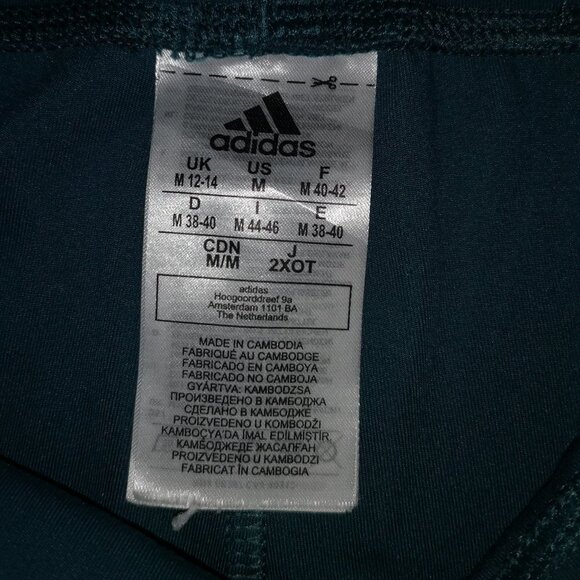 adidas
UK US F
M 12-14 M M 40-42
D I E
M 38-40 M 44-46 M 38-40
CDN J
M/M 2XOT
adidas
Hoogoorddreef 9a
Amsterdam 1101 BA
The Netherlands
MADE IN CAMBODIA
FABRIQUÉ AU CAMBODGE
FABRICADO EN CAMBOYA
FABRICADO NO CAMBOJA
GYÁRTVA: KAMBODZSA
ПРОИЗВЕДЕНО В КАМБОДЖА
СДЕЛАНО В КАМБОДЖЕ
PROIZVEDENO U KOMBODŽI
KAMBOÇYA'DA İMAL EDİLMİŞTİR
КАМБОДЖЕДЕ ЖАСАЛҒАН
PROIZVEDENO V KAMBODZI
FABRICAT ÎN CAMBOGIA